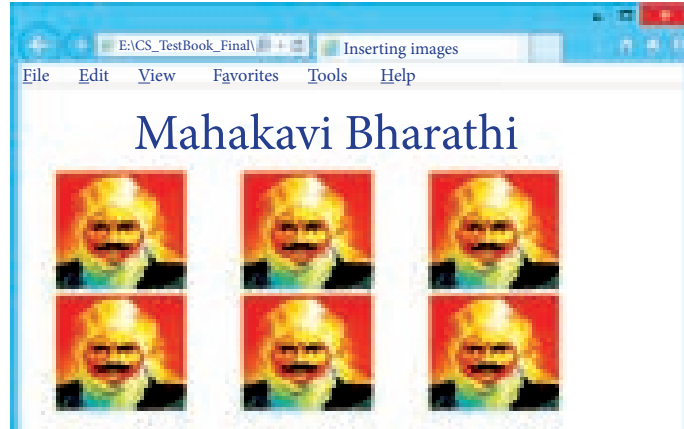 E:\CS_TestBook_Final\ Inserting images
File Edit View Favorites Tools Help
Mahakavi Bharathi